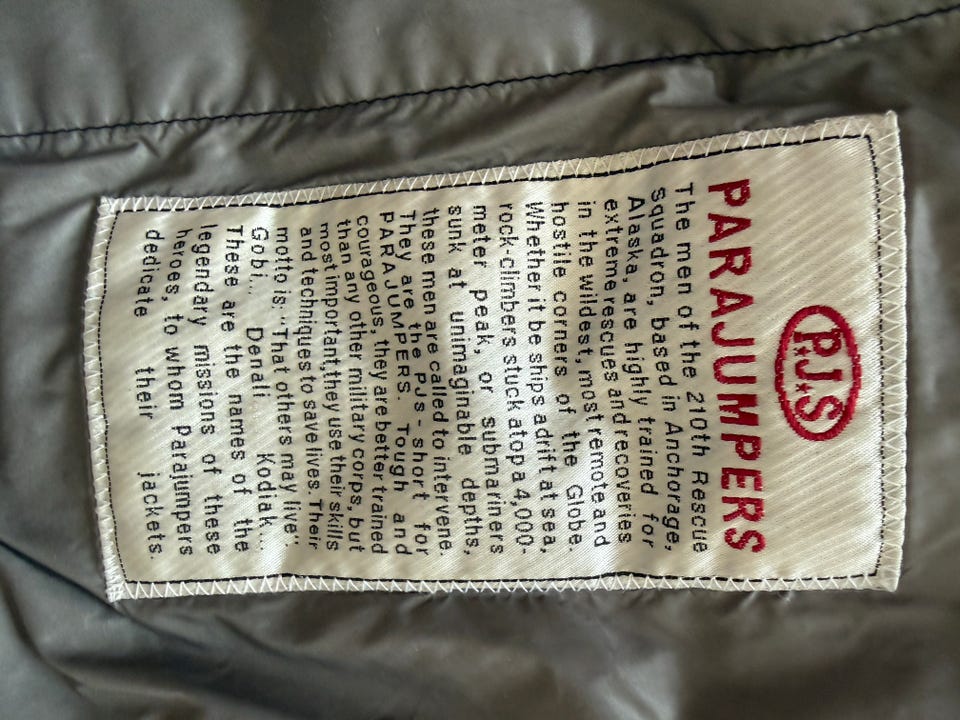 P.J.S
PARAJUMPERS
The men of the 210th Rescue
Squadron, based in Anchorage,
Alaska, are highly trained for
extreme rescues and recoveries
in the wildest, most remote and
hostile corners of the Globe.
Whether it be ships adrift at sea,
rock-climbers stuck atop a 4,000-
meter peak, or submariners
sunk at unimaginable depths,
these men are called to intervene.
They are the PJs - short for
PARAJUMPERS. Tough and
courageous, they are better trained
than any other military corps, but
most important, they use their skills
and techniques to save lives. Their
motto is: "That others may live"
Gobi... Denali Kodiak...
These are the names of the
legendary missions of these
heroes, to whom Parajumpers
dedicate their jackets.